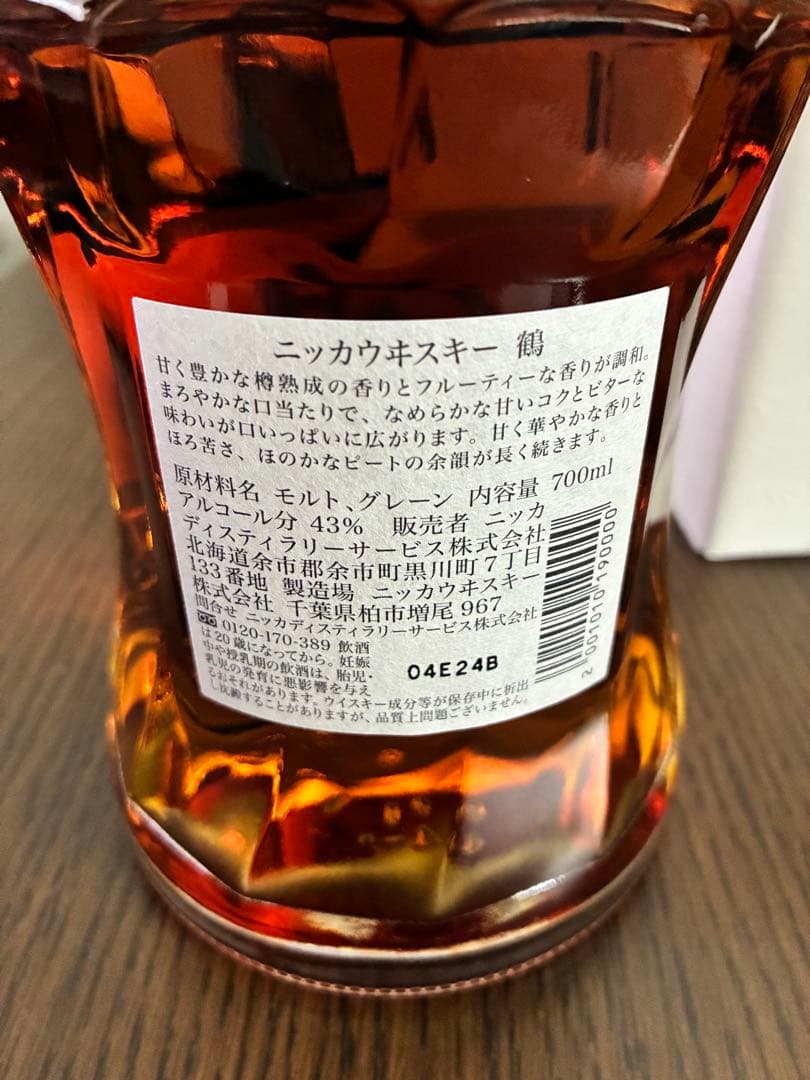 ニッカウヰスキー 鶴
甘く豊かな樽熟成の香りとフルーティーな香りが調和。
まろやかな口当たりで、なめらかな甘いコクとビターな
味わいが口いっぱいに広がります。甘く華やかな香りと
ほろ苦さ、ほのかなピートの余韻が長く続きます。
原材料名 モルト、グレーン 内容量 700ml
アルコール分 43% 販売者 ニッカ
ディスティラリーサービス株式会社
北海道余市郡余市町黒川町7丁目
133番地 製造場 ニッカウヰスキー
株式会社 千葉県柏市増尾967
問合せ ニッカディスティラリーサービス株式会社
0120-170-389 飲酒
は20歳になってから。妊娠
中や授乳期の飲酒は、胎児・
乳児の発育に悪影響を与え
るおそれがあります。ウイスキー成分等が保存中に析出
し沈澱することがありますが、品質上問題ございません。
04E24B
2001010190000